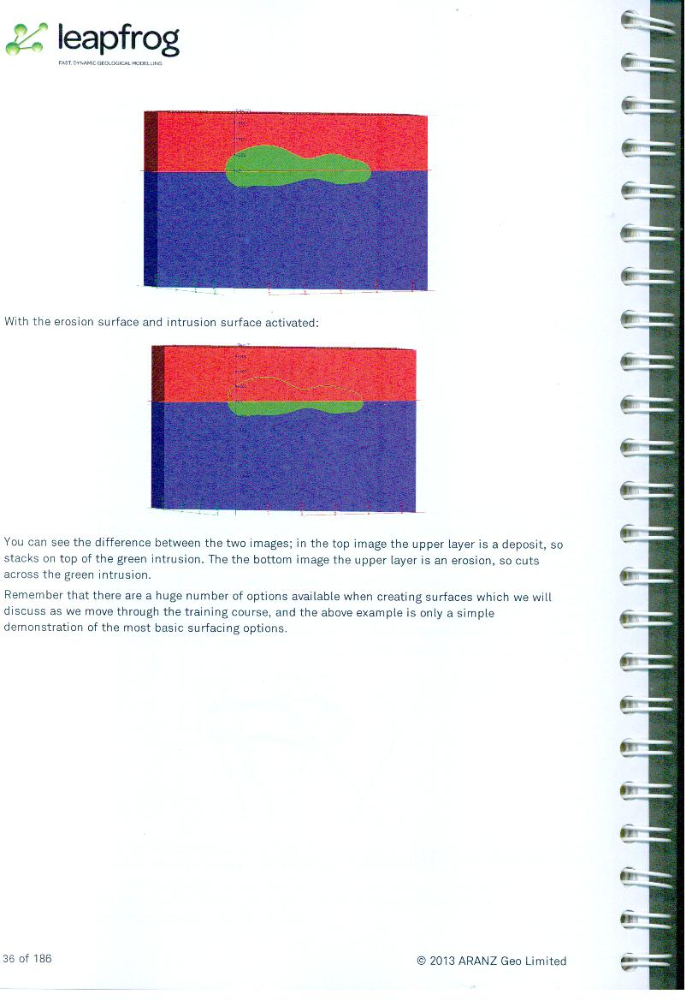 leapfrog
FAST, DYNAMIC GEOLOGICAL MODELLING
With the erosion surface and intrusion surface activated:
You can see the difference between the two images; in the top image the upper layer is a deposit, so
stacks on top of the green intrusion. The the bottom image the upper layer is an erosion, so cuts
across the green intrusion.
Remember that there are a huge number of options available when creating surfaces which we will
discuss as we move through the training course, and the above example is only a simple
demonstration of the most basic surfacing options.
36 of 186
© 2013 ARANZ Geo Limited